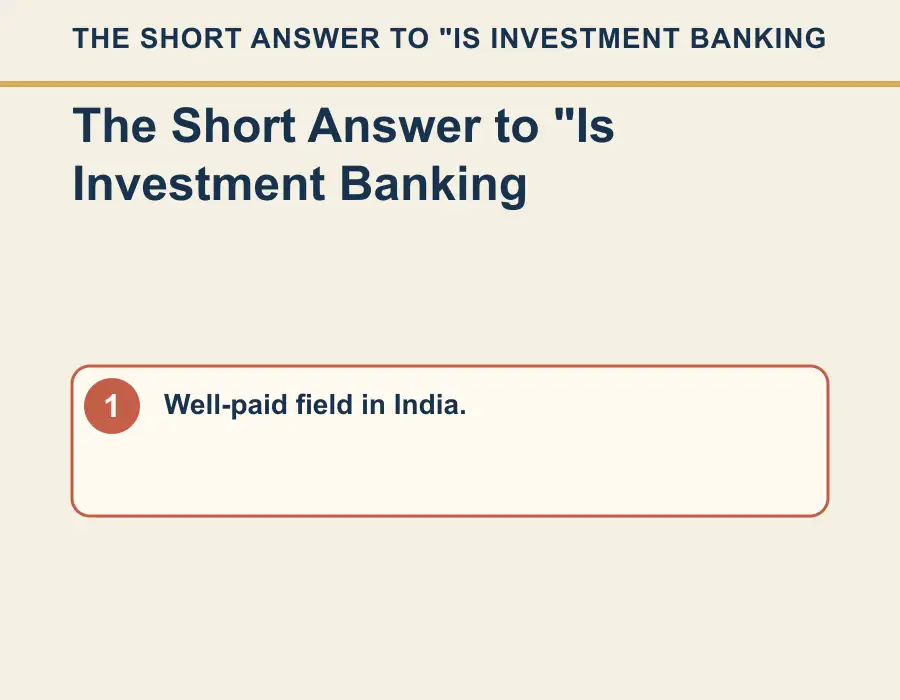 THE SHORT ANSWER TO "IS INVESTMENT BANKING
The Short Answer to "Is
Investment Banking
1
Well-paid field in India.